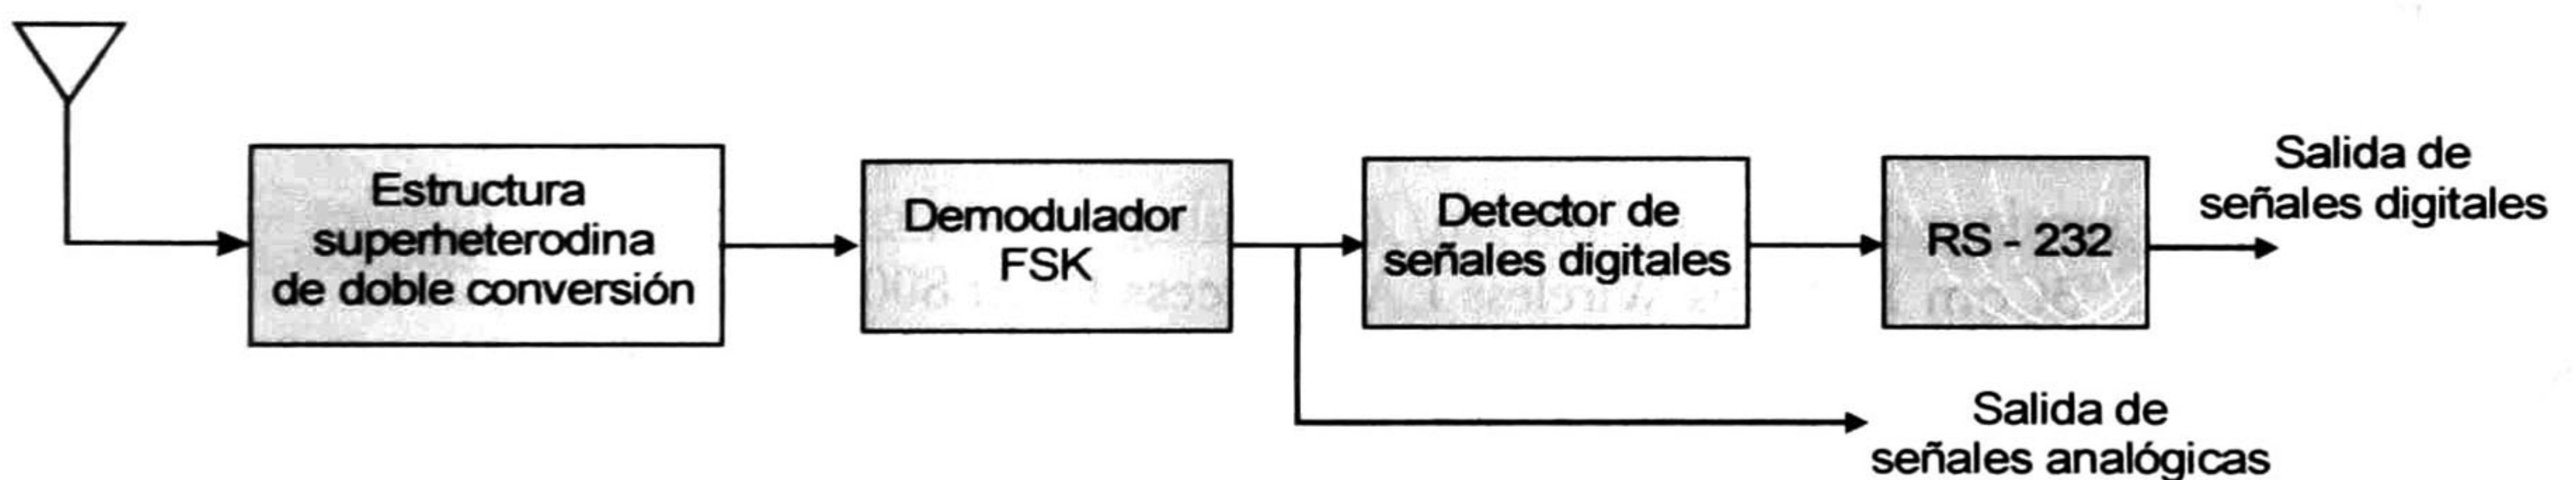 Estructura
superheterodina
de doble conversión
Demodulador
FSK
Detector de
señales digitales
RS - 232
Salida de
señales digitales
Salida de
señales analógicas